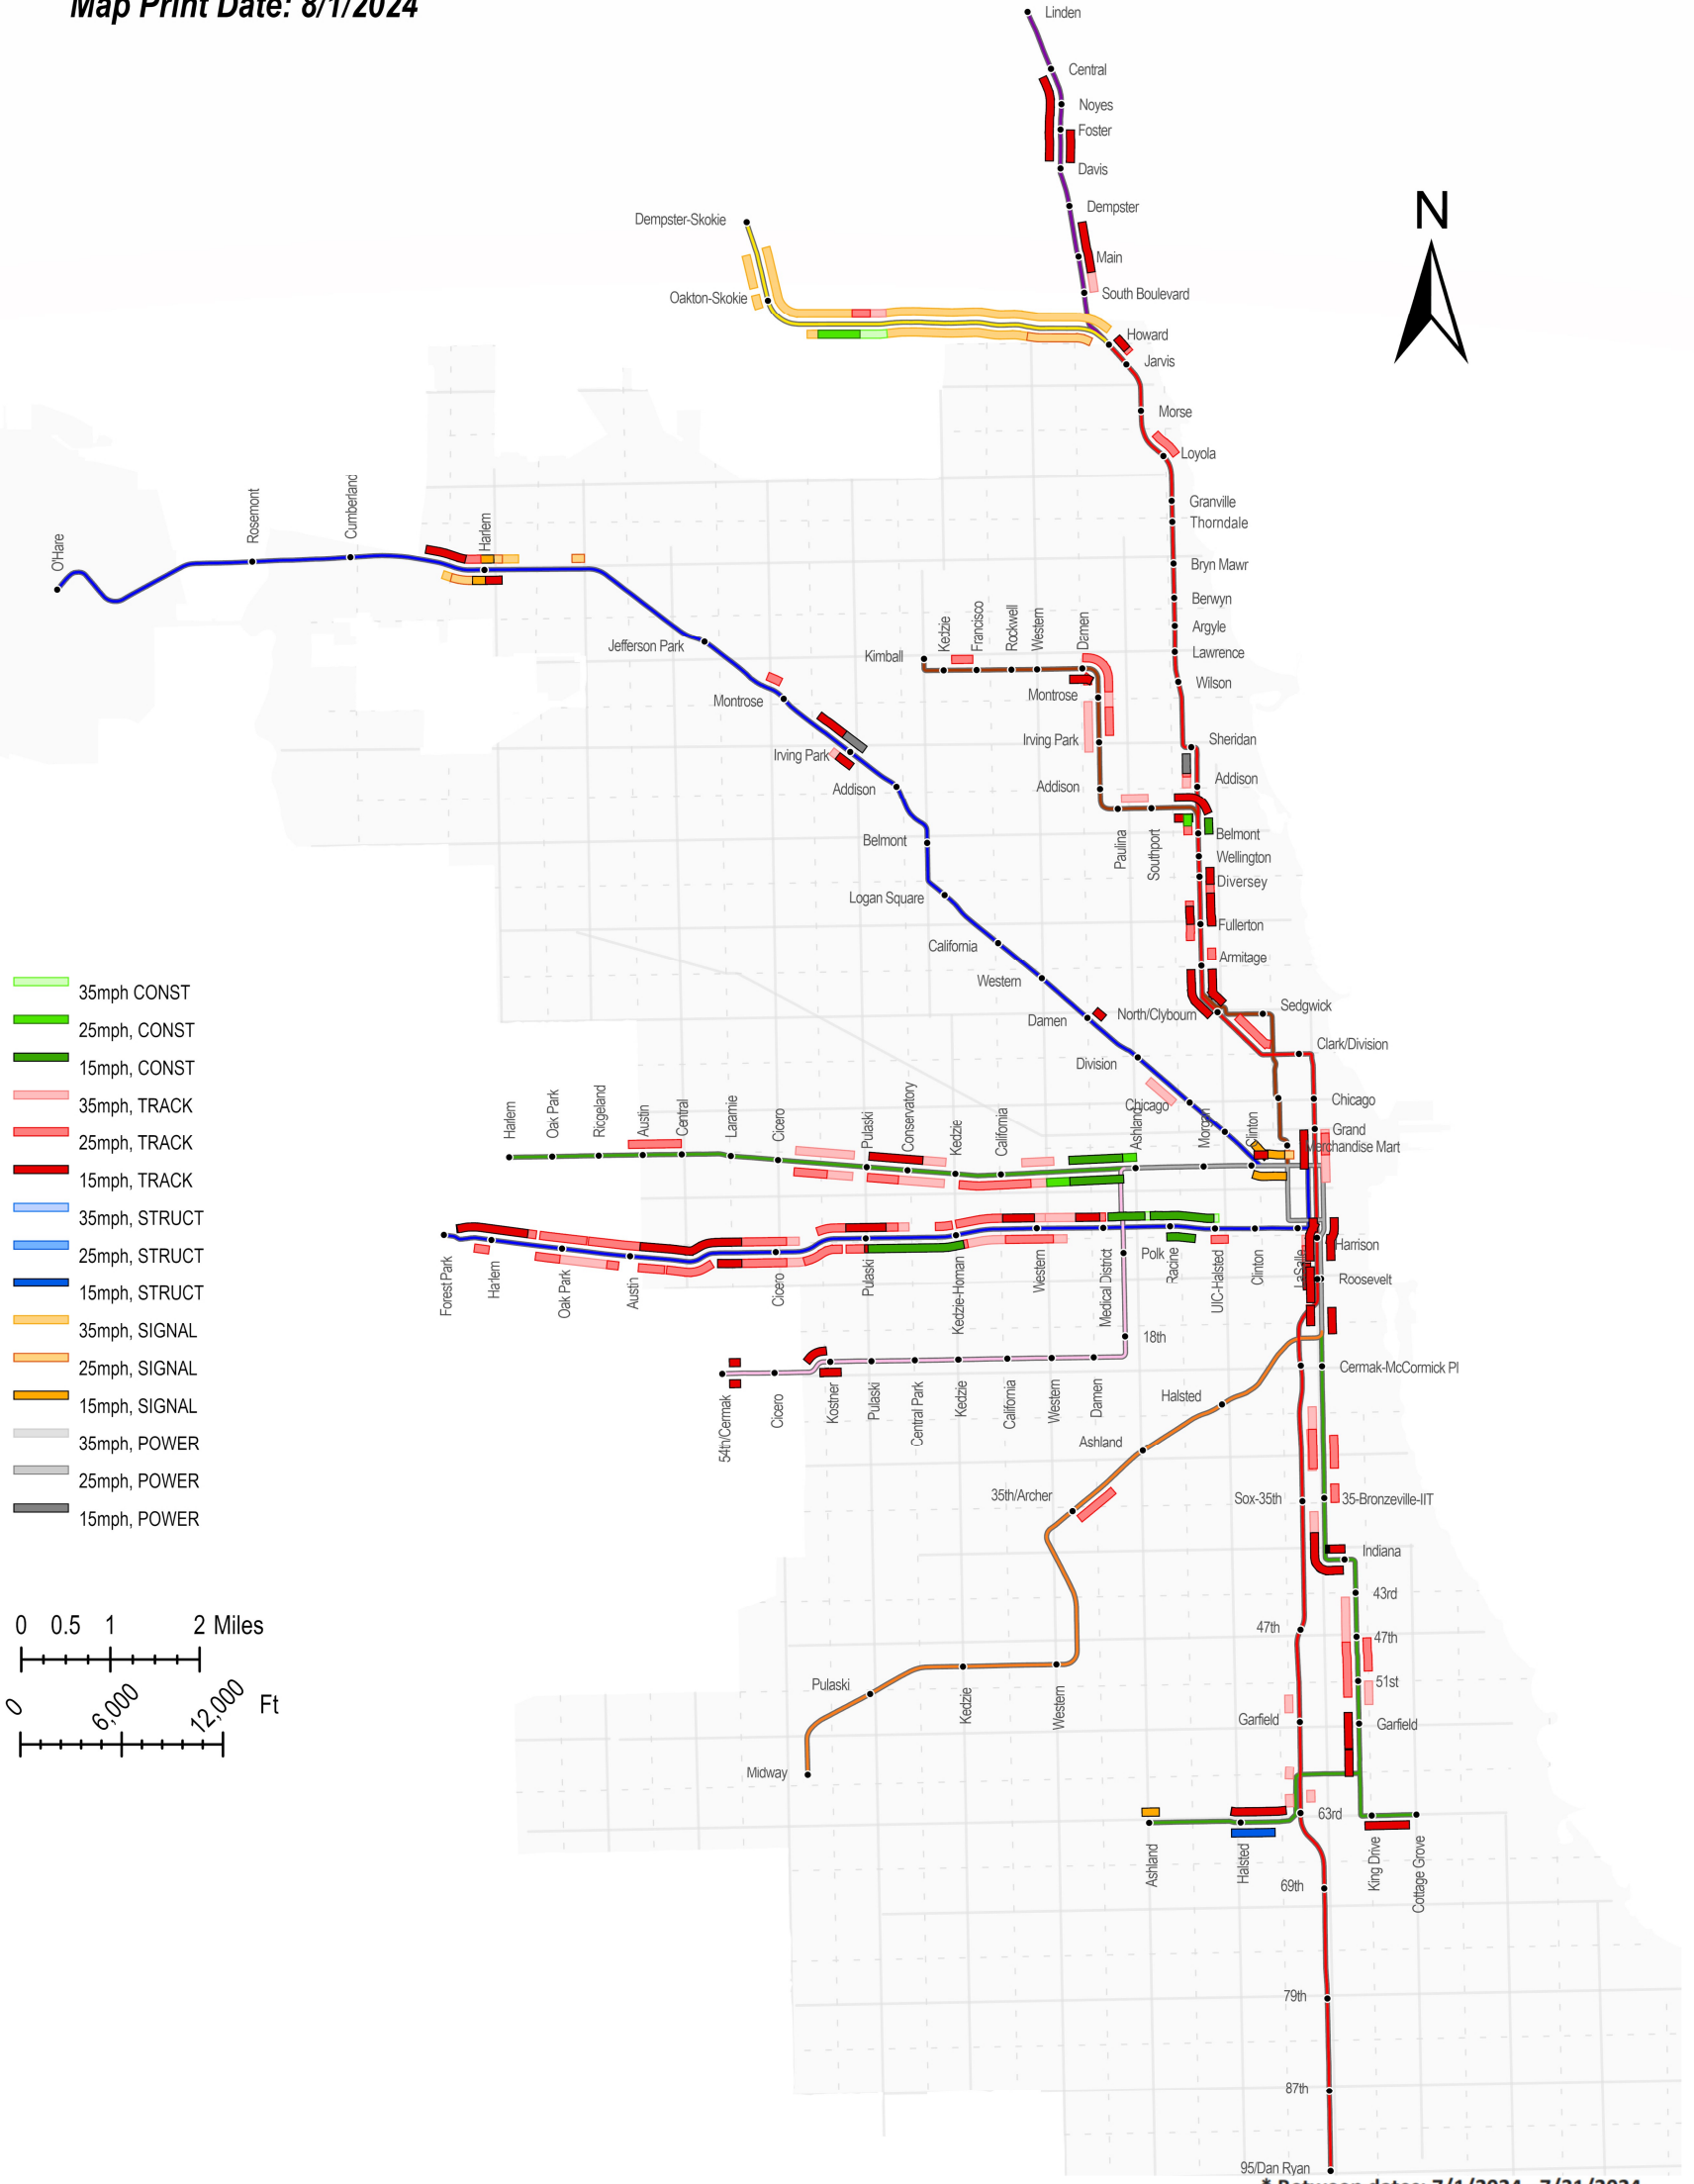 Map Print Date: 8/1/2024
Linden
Central
Noyes
Foster
Davis
Dempster
Main
South Boulevard
Howard
Jarvis
Morse
Loyola
Granville
Thorndale
Bryn Mawr
Berwyn
Argyle
Lawrence
Wilson
Sheridan
Addison
Belmont
Wellington
Diversey
Fullerton
Armitage
Sedgwick
North/Clybourn
Clark/Division
Chicago
Grand
Merchandise Mart
N
Dempster-Skokie
Oakton-Skokie
O'Hare
Rosemont
Cumberland
Harlem
Jefferson Park
Montrose
Irving Park
Addison
Belmont
Logan Square
California
Western
Damen
Division
Chicago
Kimball
Kedzie
Francisco
Rockwell
Western
Damen
Montrose
Irving Park
Addison
Paulina
Southport
35mph CONST
25mph, CONST
15mph, CONST
35mph, TRACK
25mph, TRACK
15mph, TRACK
35mph, STRUCT
25mph, STRUCT
15mph, STRUCT
35mph, SIGNAL
25mph, SIGNAL
15mph, SIGNAL
35mph, POWER
25mph, POWER
15mph, POWER
Harlem
Oak Park
Ridgeland
Austin
Central
Laramie
Cicero
Pulaski
Conservatory
Kedzie
California
Ashland
Morgan
Clinton
Forest Park
Harlem
Oak Park
Austin
Cicero
Pulaski
Kedzie-Homan
Western
Medical District
Polk
Racine
UIC-Halsted
Clinton
LaSalle
Harrison
Roosevelt
18th
54th/Cermak
Cicero
Kostner
Pulaski
Central Park
Kedzie
California
Western
Damen
Cermak-McCormick Pl
Halsted
Ashland
35th/Archer
Sox-35th
35-Bronzeville-IIT
Indiana
43rd
47th
47th
51st
Garfield
Garfield
Pulaski
Kedzie
Western
Midway
63rd
Ashland
Halsted
King Drive
Cottage Grove
69th
79th
87th
95/Dan Ryan
0 0.5 1 2 Miles
0 6,000 12,000 Ft
* Between dates: 7/1/2024 - 7/31/2024